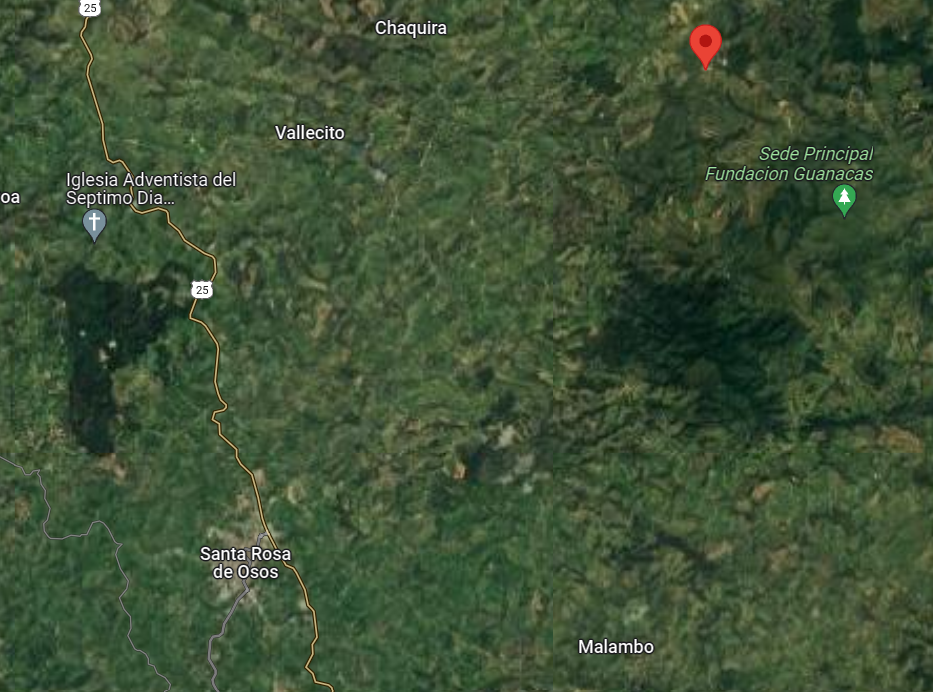 25
Chaquira
Vallecito
Sede Principal
Fundacion Guanacas
Iglesia Adventista del
Septimo Dia...
oa
25
Santa Rosa
de Osos
Malambo